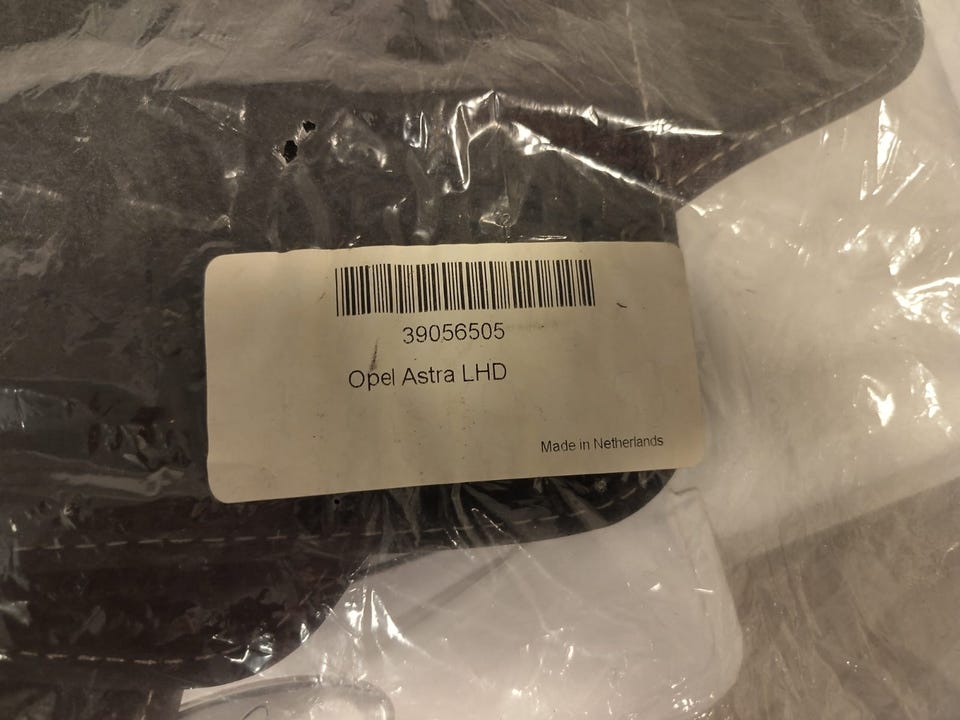 39056505
Opel Astra LHD
Made in Netherlands